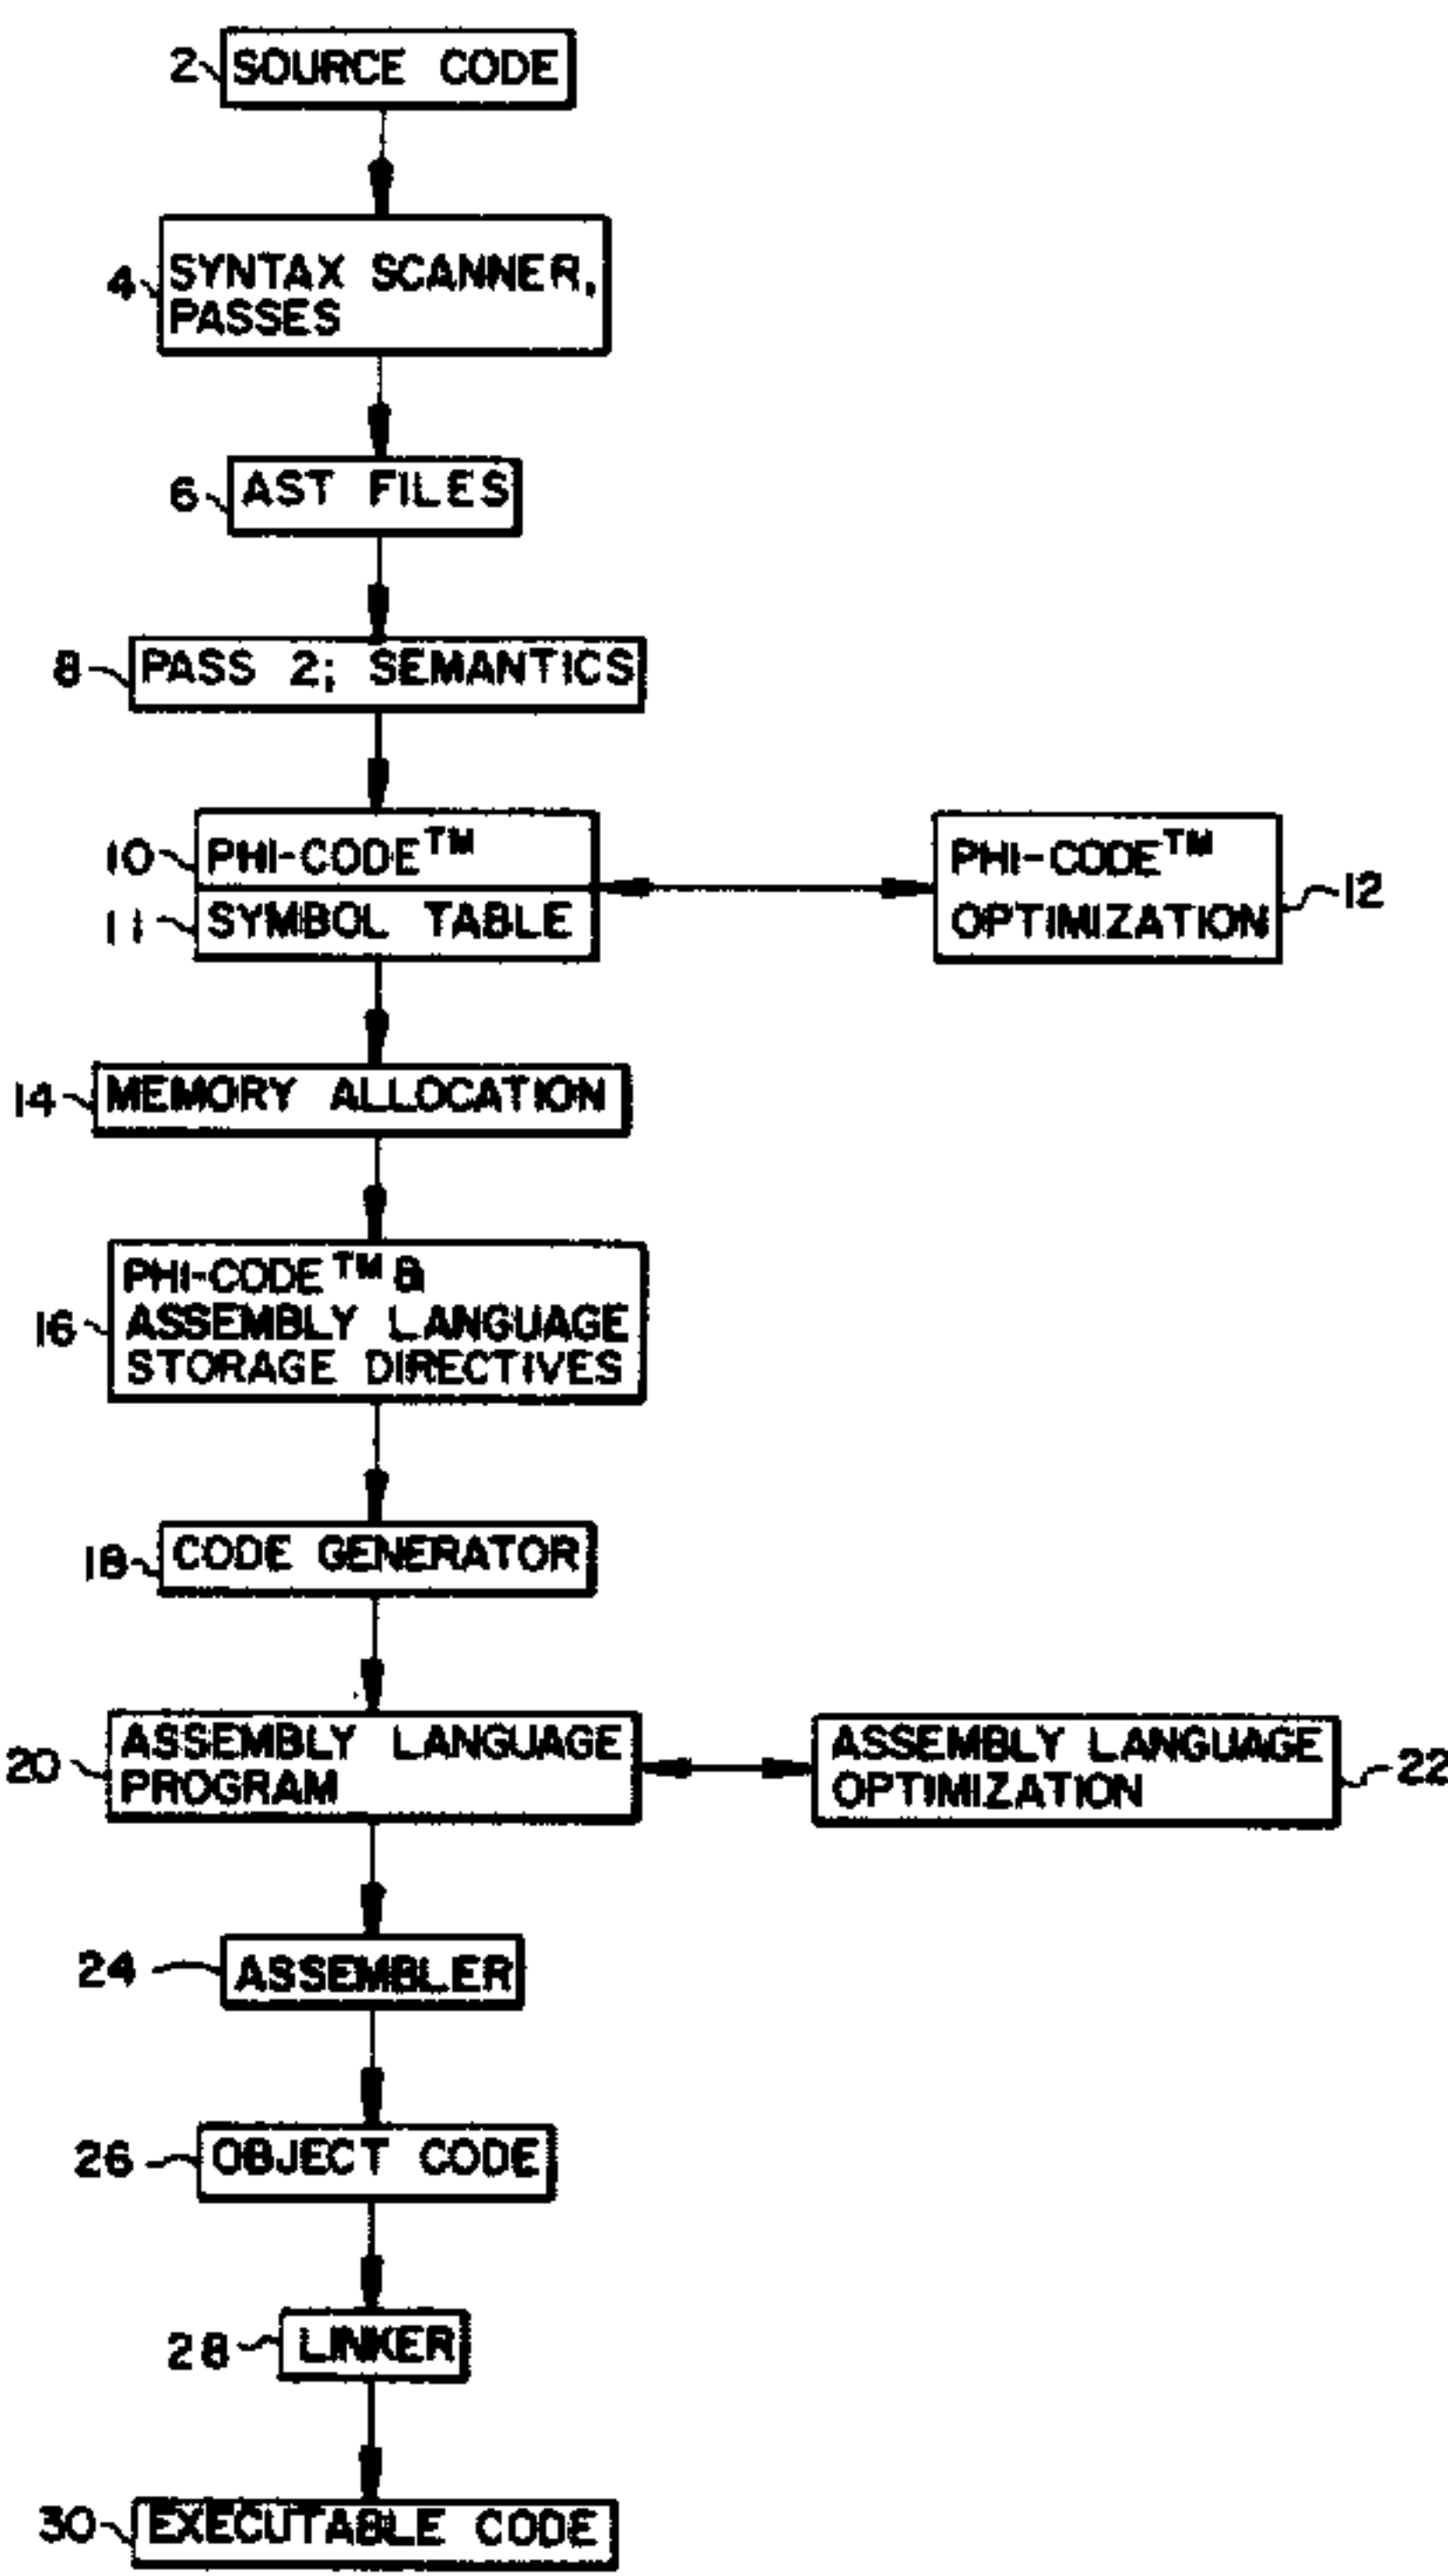 2 SOURCE CODE
4 SYNTAX SCANNER,
PASSES
6 AST FILES
8 PASS 2; SEMANTICS
10 PHI-CODE™
11 SYMBOL TABLE
PHI-CODE™
OPTIMIZATION
12
14 MEMORY ALLOCATION
16 PHI-CODE™ &
ASSEMBLY LANGUAGE
STORAGE DIRECTIVES
18 CODE GENERATOR
20 ASSEMBLY LANGUAGE
PROGRAM
ASSEMBLY LANGUAGE
OPTIMIZATION
22
24 ASSEMBLER
26 OBJECT CODE
28 LINKER
30 EXECUTABLE CODE